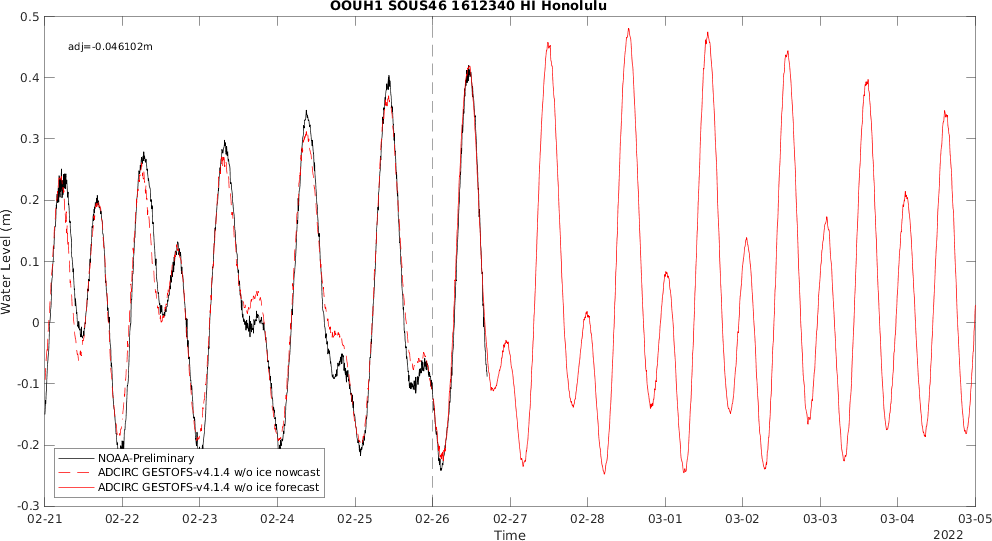 OOUH1 SOUS46 1612340 HI Honolulu
adj=-0.046102m
Water Level (m)
0.5
0.4
0.3
0.2
0.1
0
-0.1
-0.2
-0.3
NOAA-Preliminary
ADCIRC GESTOFS-v4.1.4 w/o ice nowcast
ADCIRC GESTOFS-v4.1.4 w/o ice forecast
02-21 02-22 02-23 02-24 02-25 02-26 02-27 02-28 03-01 03-02 03-03 03-04 03-05
Time
2022